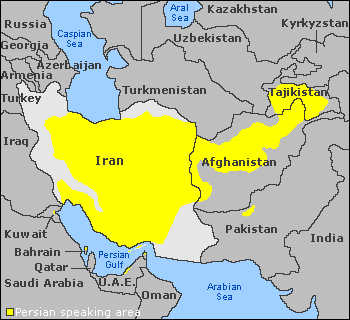 Russia
Caspian
Sea
Aral
Sea
Kazakhstan
Kyrkyzstan
Georgia
Uzbekistan
Azerbaijan
Armenia
Turkey
Turkmenistan
Tajikistan
Iraq
Iran
Afghanistan
Kuwait
Pakistan
India
Bahrain
Persian
Gulf
Qatar
Saudi Arabia
U.A.E.
Oman
Arabian
Sea
Persian speaking area